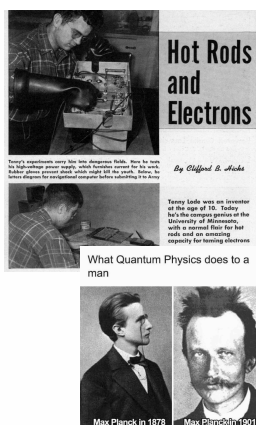 Hot Rods
and
Electrons
Tenny's experiments carry him into dangerous fields. Here he tests
his high-voltage power supply, which furnishes current for his work.
Rubber gloves prevent shock which might kill the youth. Below, he
letters diagram for navigational computer before submitting it to Army
By Clifford B. Hicks
Tenny Lode was an inventor
at the age of 10. Today
he's the campus genius at the
University of Minnesota,
with a normal flair for hot
rods and an amazing
capacity for taming electrons
What Quantum Physics does to a
man
Max Planck in 1878
Max Planck in 1901